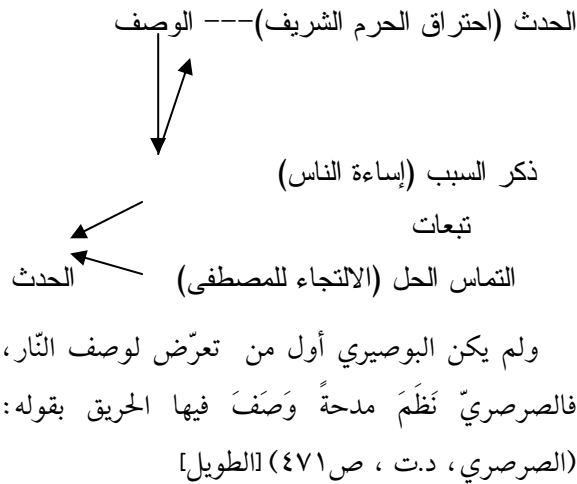 الحدث (احتراق الحرم الشريف)--- الوصف
ذكر السبب (إساءة الناس)
تبعات
التماس الحل (الالتجاء للمصطفى) الحدث
ولم يكن البوصيري أول من تعرّض لوصف النّار،
فالصرصريّ نَظَمَ مدحةً وَصَفَ فيها الحريق بقوله:
(الصرصري، د.ت ، ص٤٧١) [الطويل]